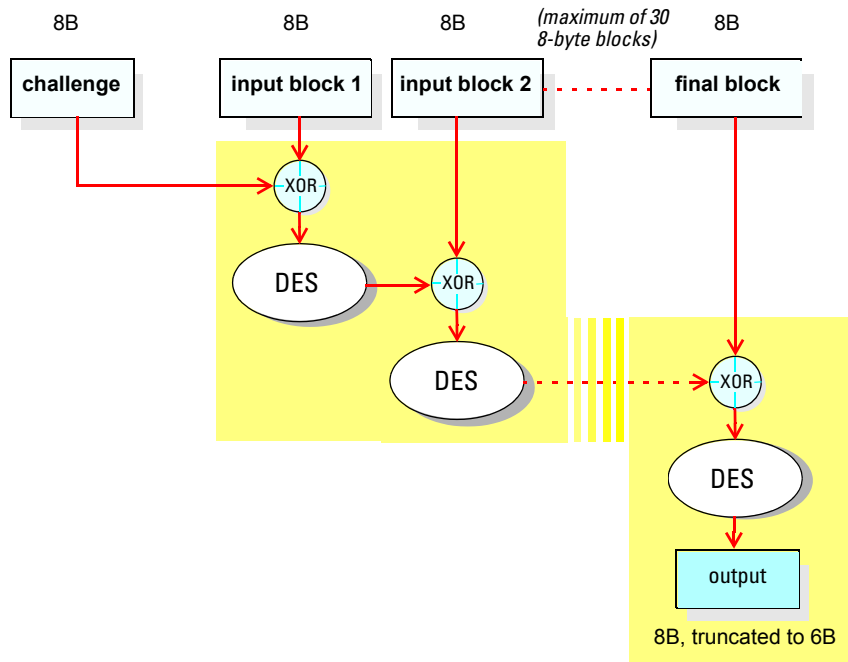 8B
8B
8B
(maximum of 30
8-byte blocks)
8B
challenge
input block 1
input block 2
final block
XOR
DES
XOR
DES
XOR
DES
output
8B, truncated to 6B